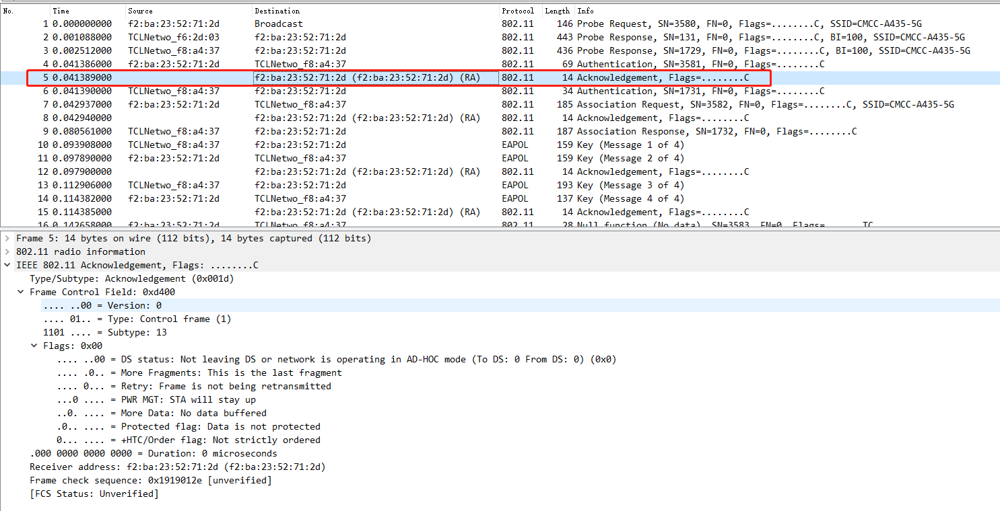 No. Time Source Destination Protocol Length Info
1 0.000000000 f2:ba:23:52:71:2d Broadcast 802.11 146 Probe Request, SN=3580, FN=0, Flags=........C, SSID=CMCC-A435-5G
2 0.001088000 TCLNetwo_f6:2d:03 f2:ba:23:52:71:2d 802.11 443 Probe Response, SN=131, FN=0, Flags=........C, BI=100, SSID=CMCC-A435-5G
3 0.002512000 TCLNetwo_f8:a4:37 f2:ba:23:52:71:2d 802.11 436 Probe Response, SN=1729, FN=0, Flags=........C, BI=100, SSID=CMCC-A435-5G
4 0.041386000 f2:ba:23:52:71:2d TCLNetwo_f8:a4:37 802.11 69 Authentication, SN=3581, FN=0, Flags=........C
5 0.041389000 f2:ba:23:52:71:2d (f2:ba:23:52:71:2d) (RA) 802.11 14 Acknowledgement, Flags=........C
6 0.041390000 TCLNetwo_f8:a4:37 f2:ba:23:52:71:2d 802.11 34 Authentication, SN=1731, FN=0, Flags=........C
7 0.042937000 f2:ba:23:52:71:2d TCLNetwo_f8:a4:37 802.11 185 Association Request, SN=3582, FN=0, Flags=........C, SSID=CMCC-A435-5G
8 0.042940000 f2:ba:23:52:71:2d (f2:ba:23:52:71:2d) (RA) 802.11 14 Acknowledgement, Flags=........C
9 0.080561000 TCLNetwo_f8:a4:37 f2:ba:23:52:71:2d 802.11 187 Association Response, SN=1732, FN=0, Flags=........C
10 0.093908000 TCLNetwo_f8:a4:37 f2:ba:23:52:71:2d EAPOL 159 Key (Message 1 of 4)
11 0.097890000 f2:ba:23:52:71:2d TCLNetwo_f8:a4:37 EAPOL 159 Key (Message 2 of 4)
12 0.097900000 f2:ba:23:52:71:2d (f2:ba:23:52:71:2d) (RA) 802.11 14 Acknowledgement, Flags=........C
13 0.112906000 TCLNetwo_f8:a4:37 f2:ba:23:52:71:2d EAPOL 193 Key (Message 3 of 4)
14 0.114382000 f2:ba:23:52:71:2d TCLNetwo_f8:a4:37 EAPOL 137 Key (Message 4 of 4)
15 0.114385000 f2:ba:23:52:71:2d (f2:ba:23:52:71:2d) (RA) 802.11 14 Acknowledgement, Flags=........C
16 0.142658000 f2:ba:23:52:71:2d TCLNetwo_f8:a4:37 802.11 28 Null function (No data), SN=3583, FN=0, Flags=.......TC
Frame 5: 14 bytes on wire (112 bits), 14 bytes captured (112 bits)
802.11 radio information
IEEE 802.11 Acknowledgement, Flags: ........C
Type/Subtype: Acknowledgement (0x001d)
Frame Control Field: 0xd400
.... ..00 = Version: 0
.... 01.. = Type: Control frame (1)
1101 .... = Subtype: 13
Flags: 0x00
.... ..00 = DS status: Not leaving DS or network is operating in AD-HOC mode (To DS: 0 From DS: 0) (0x0)
.... .0.. = More Fragments: This is the last fragment
.... 0... = Retry: Frame is not being retransmitted
...0 .... = PWR MGT: STA will stay up
..0. .... = More Data: No data buffered
.0.. .... = Protected flag: Data is not protected
0... .... = +HTC/Order flag: Not strictly ordered
.000 0000 0000 0000 = Duration: 0 microseconds
Receiver address: f2:ba:23:52:71:2d (f2:ba:23:52:71:2d)
Frame check sequence: 0x1919012e [unverified]
[FCS Status: Unverified]